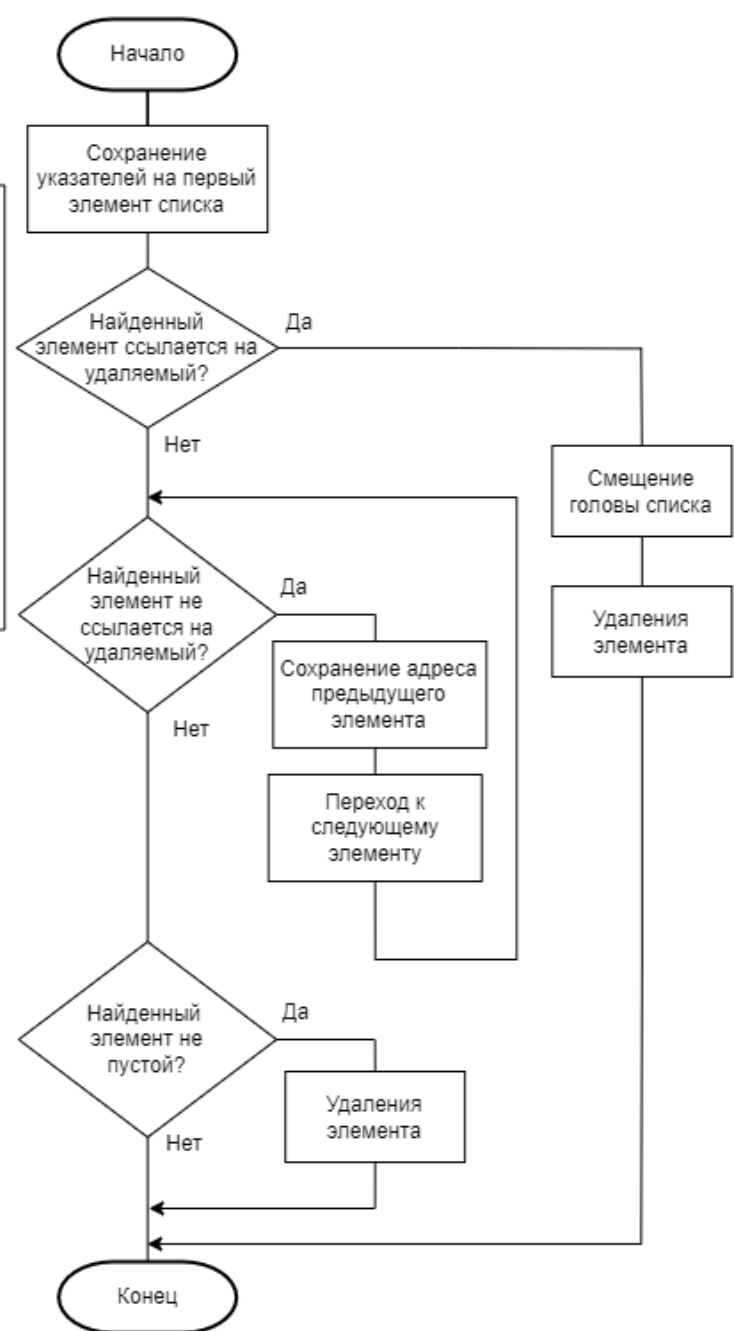 Начало
Сохранение
указателей на первый
элемент списка
Найденный
элемент ссылается на
удаляемый?
Да
Нет
Смещение
головы списка
Удаления
элемента
Найденный
элемент не
ссылается на
удаляемый?
Да
Сохранение адреса
предыдущего
элемента
Переход к
следующему
элементу
Нет
Найденный
элемент не
пустой?
Да
Удаления
элемента
Нет
Конец